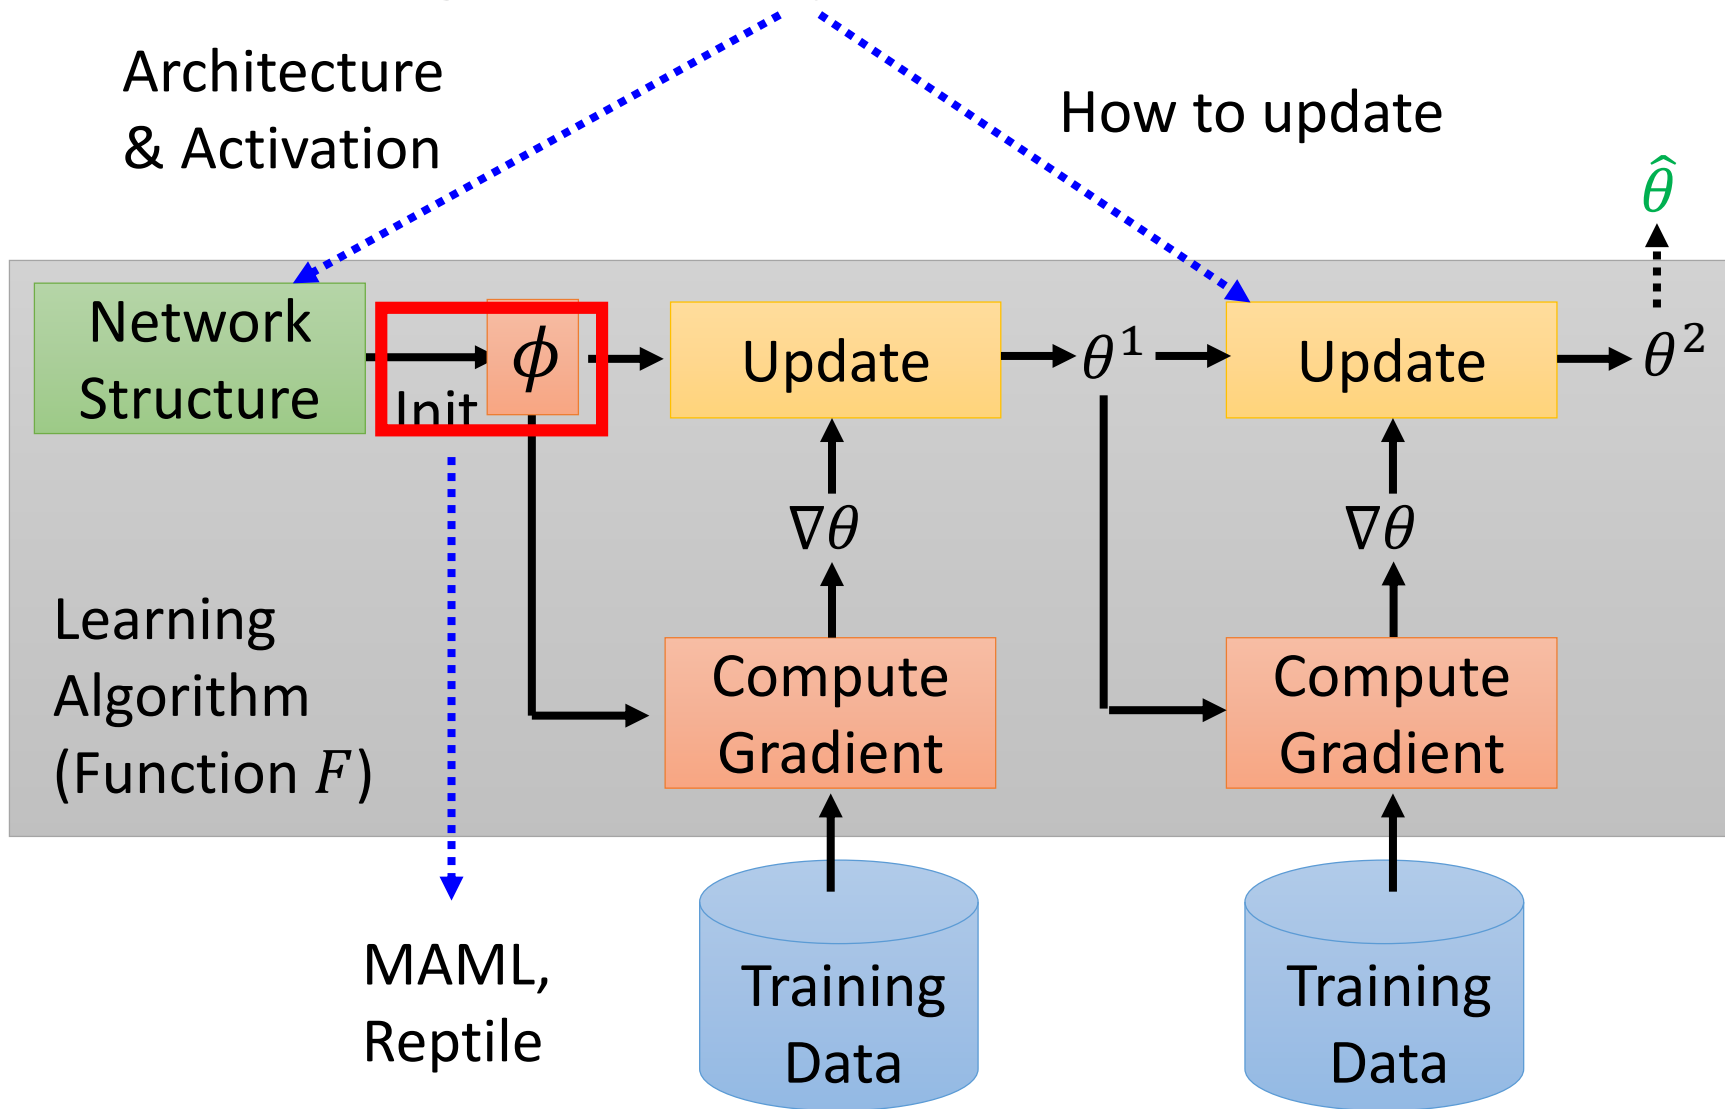 Architecture
& Activation
How to update
θ̂
Network
Structure
Init
ϕ
Update
θ¹
Update
θ²
∇θ
∇θ
Learning
Algorithm
(Function F)
Compute
Gradient
Compute
Gradient
MAML,
Reptile
Training
Data
Training
Data